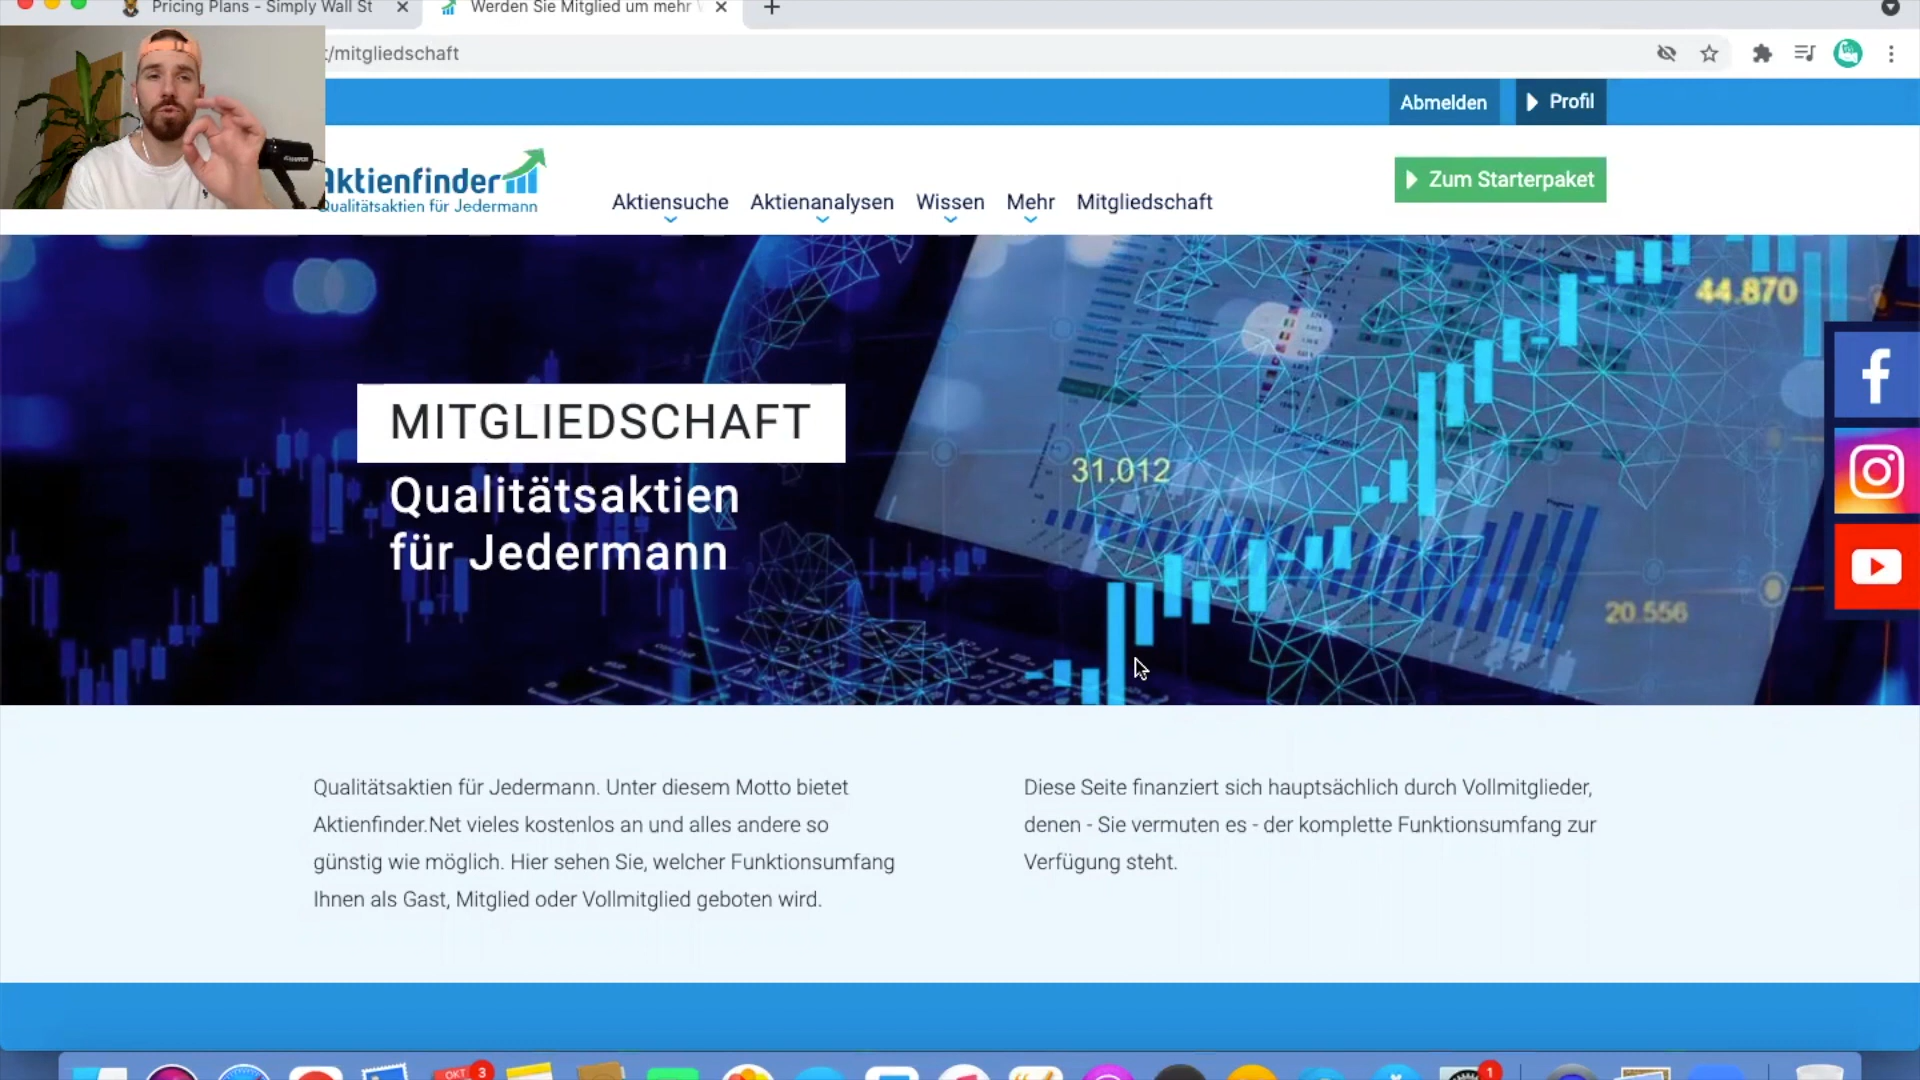 Pricing Plans - Simply Wall St
Werden Sie Mitglied um mehr
/mitgliedschaft
Abmelden
Profil
Aktienfinder
Qualitätsaktien für Jedermann
Aktiensuche
Aktienanalysen
Wissen
Mehr
Mitgliedschaft
Zum Starterpaket
44.870
MITGLIEDSCHAFT
31.012
Qualitätsaktien
für Jedermann
20.556
Qualitätsaktien für Jedermann. Unter diesem Motto bietet
Aktienfinder.Net vieles kostenlos an und alles andere so
günstig wie möglich. Hier sehen Sie, welcher Funktionsumfang
Ihnen als Gast, Mitglied oder Vollmitglied geboten wird.
Diese Seite finanziert sich hauptsächlich durch Vollmitglieder,
denen - Sie vermuten es - der komplette Funktionsumfang zur
Verfügung steht.
OKT
3
1